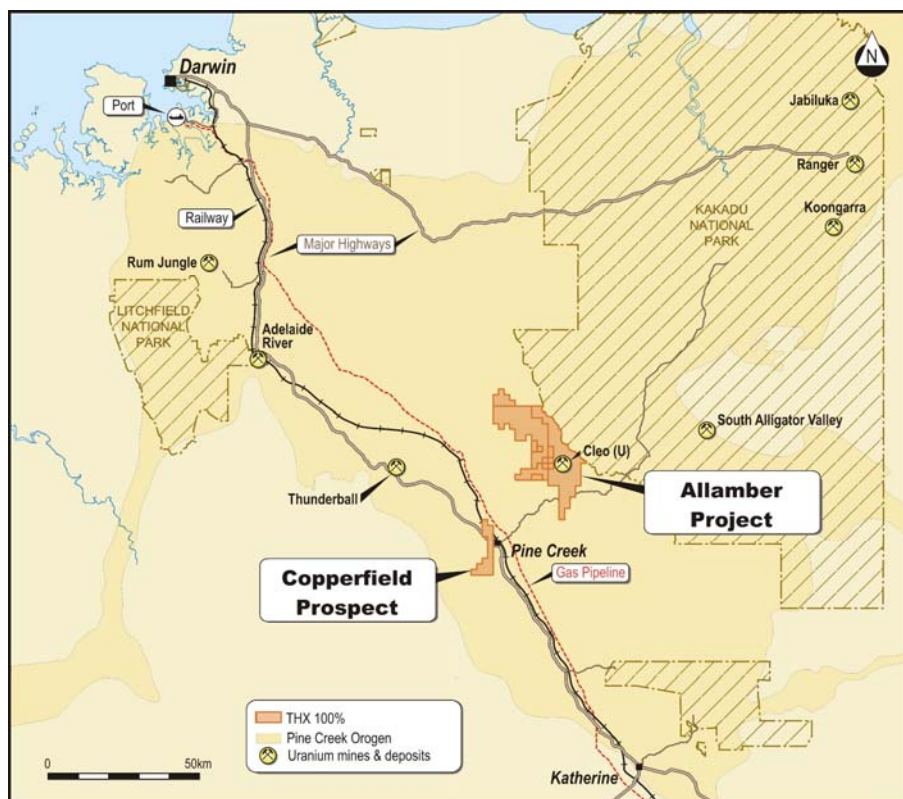 N
Darwin
Port
Jabiluka
Ranger
Koongarra
KAKADU
NATIONAL
PARK
Railway
Major Highways
Rum Jungle
LITCHFIELD
NATIONAL
PARK
Adelaide
River
South Alligator Valley
Cleo (U)
Thunderball
Allamber
Project
Pine Creek
Copperfield
Prospect
Gas Pipeline
THX 100%
Pine Creek Orogen
Uranium mines & deposits
0
50km
Katherine